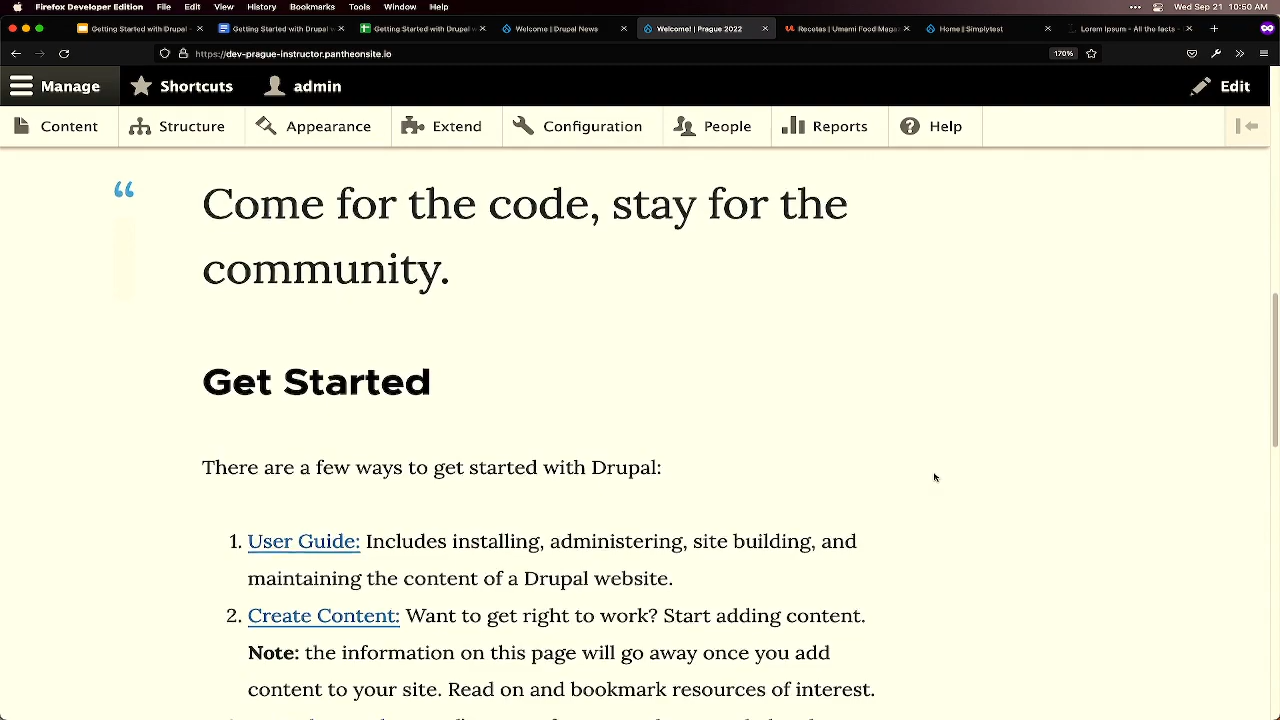 Firefox Developer Edition File Edit View History Bookmarks Tools Window Help Wed Sep 21 10:50 AM
Getting Started with Drupal - Getting Started with Drupal w Getting Started with Drupal w Welcome | Drupal News Welcome! | Prague 2022 Recetas | Umami Food Maga Home | Simplytest Lorem Ipsum - All the facts
https://dev-prague-instructor.pantheonsite.io 170%
Manage Shortcuts admin Edit
Content Structure Appearance Extend Configuration People Reports Help
“
Come for the code, stay for the
community.
Get Started
There are a few ways to get started with Drupal:
1. User Guide: Includes installing, administering, site building, and
maintaining the content of a Drupal website.
2. Create Content: Want to get right to work? Start adding content.
Note: the information on this page will go away once you add
content to your site. Read on and bookmark resources of interest.